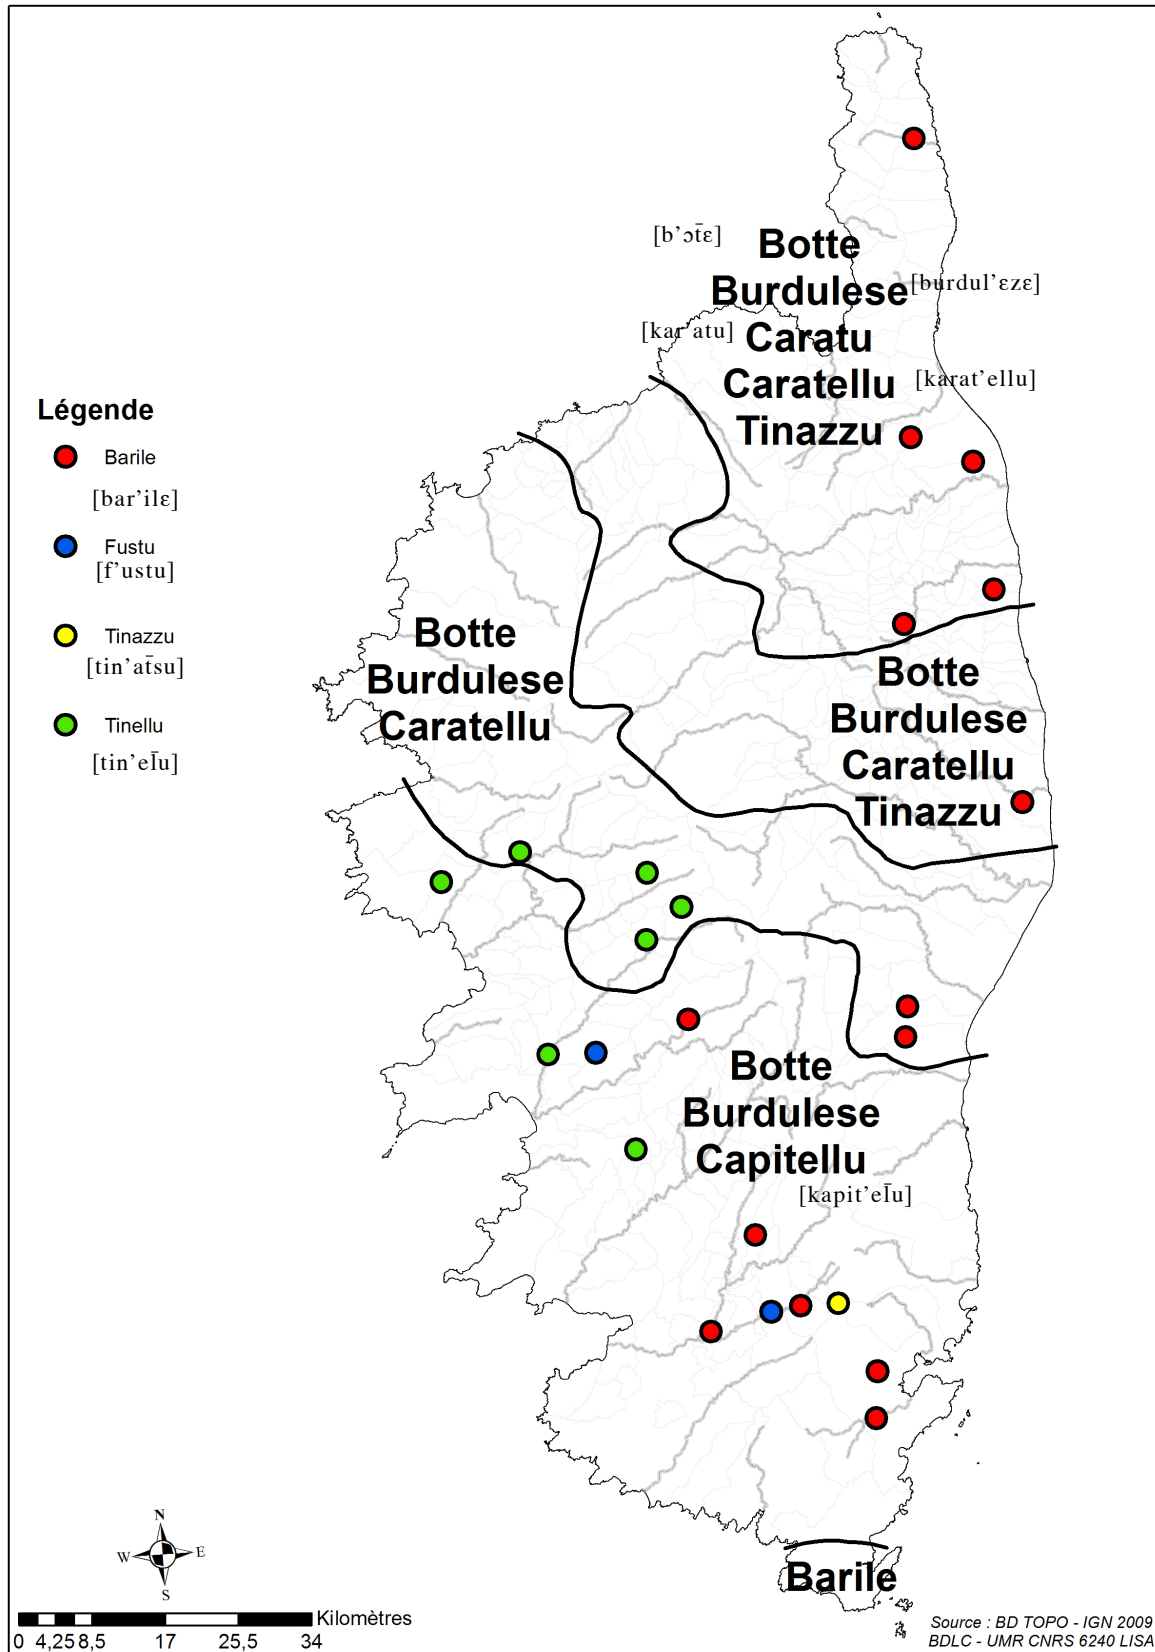 [b'ɔt̄ɛ]
Botte
Burdulese
[burdul'ɛzɛ]
[kar'atu]
Caratu
Caratellu
[karat'ellu]
Tinazzu
Légende
Barile
[bar'ilɛ]
Fustu
[f'ustu]
Tinazzu
[tin'at̄su]
Tinellu
[tin'el̄u]
Botte
Burdulese
Caratellu
Botte
Burdulese
Caratellu
Tinazzu
Botte
Burdulese
Capitellu
[kapit'el̄u]
Barile
N
W E
S
Kilomètres
0 4,25 8,5 17 25,5 34
Source : BD TOPO - IGN 2009
BDLC - UMR CNRS 6240 LISA